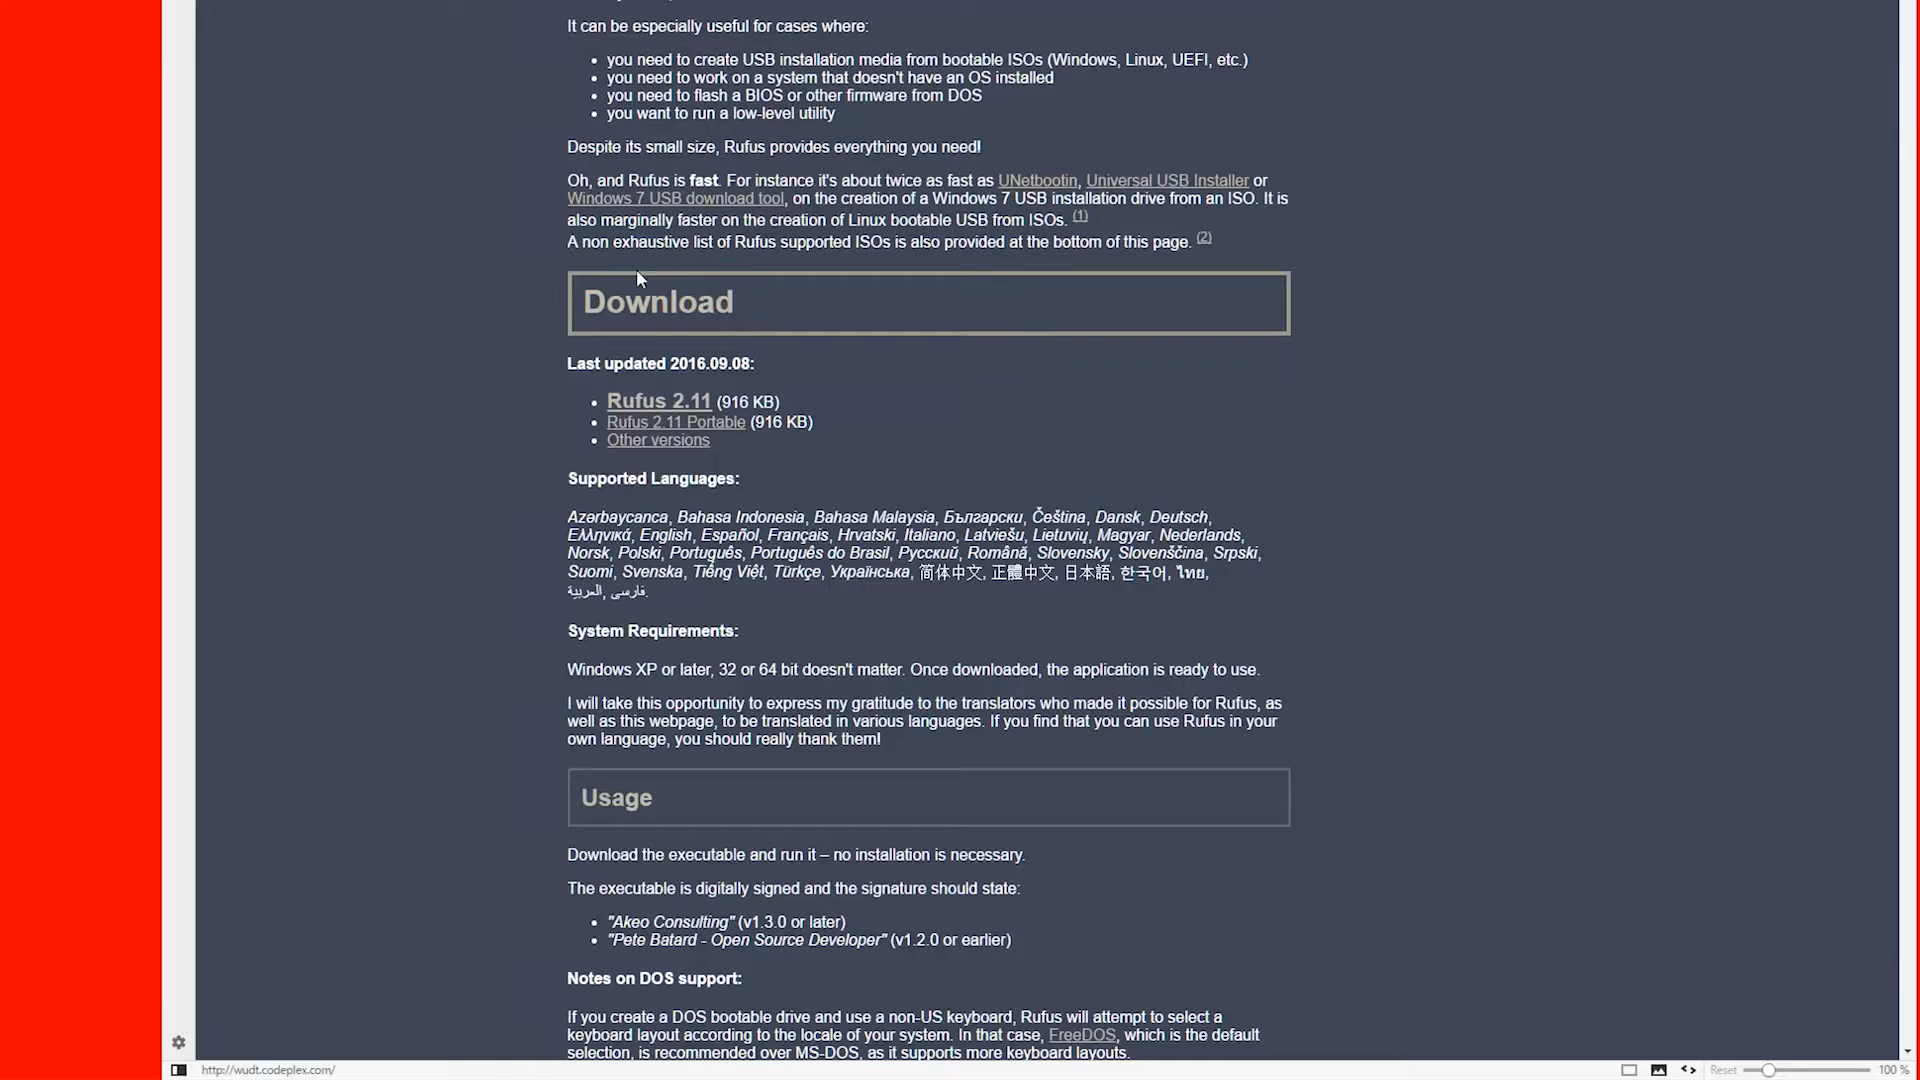 It can be especially useful for cases where:
• you need to create USB installation media from bootable ISOs (Windows, Linux, UEFI, etc.)
• you need to work on a system that doesn't have an OS installed
• you need to flash a BIOS or other firmware from DOS
• you want to run a low-level utility
Despite its small size, Rufus provides everything you need!
Oh, and Rufus is fast. For instance it's about twice as fast as UNetbootin, Universal USB Installer or
Windows 7 USB download tool, on the creation of a Windows 7 USB installation drive from an ISO. It is
also marginally faster on the creation of Linux bootable USB from ISOs. (1)
A non exhaustive list of Rufus supported ISOs is also provided at the bottom of this page. (2)
Download
Last updated 2016.09.08:
• Rufus 2.11 (916 KB)
• Rufus 2.11 Portable (916 KB)
• Other versions
Supported Languages:
Azərbaycanca, Bahasa Indonesia, Bahasa Malaysia, Български, Čeština, Dansk, Deutsch,
Ελληνικά, English, Español, Français, Hrvatski, Italiano, Latviešu, Lietuvių, Magyar, Nederlands,
Norsk, Polski, Português, Português do Brasil, Русский, Română, Slovensky, Slovenščina, Srpski,
Suomi, Svenska, Tiếng Việt, Türkçe, Українська, 简体中文, 正體中文, 日本語, 한국어, ไทย,
العربية, فارسی.
System Requirements:
Windows XP or later, 32 or 64 bit doesn't matter. Once downloaded, the application is ready to use.
I will take this opportunity to express my gratitude to the translators who made it possible for Rufus, as
well as this webpage, to be translated in various languages. If you find that you can use Rufus in your
own language, you should really thank them!
Usage
Download the executable and run it – no installation is necessary.
The executable is digitally signed and the signature should state:
• "Akeo Consulting" (v1.3.0 or later)
• "Pete Batard - Open Source Developer" (v1.2.0 or earlier)
Notes on DOS support:
If you create a DOS bootable drive and use a non-US keyboard, Rufus will attempt to select a
keyboard layout according to the locale of your system. In that case, FreeDOS, which is the default
selection, is recommended over MS-DOS, as it supports more keyboard layouts.
http://wudt.codeplex.com/
Reset
100 %